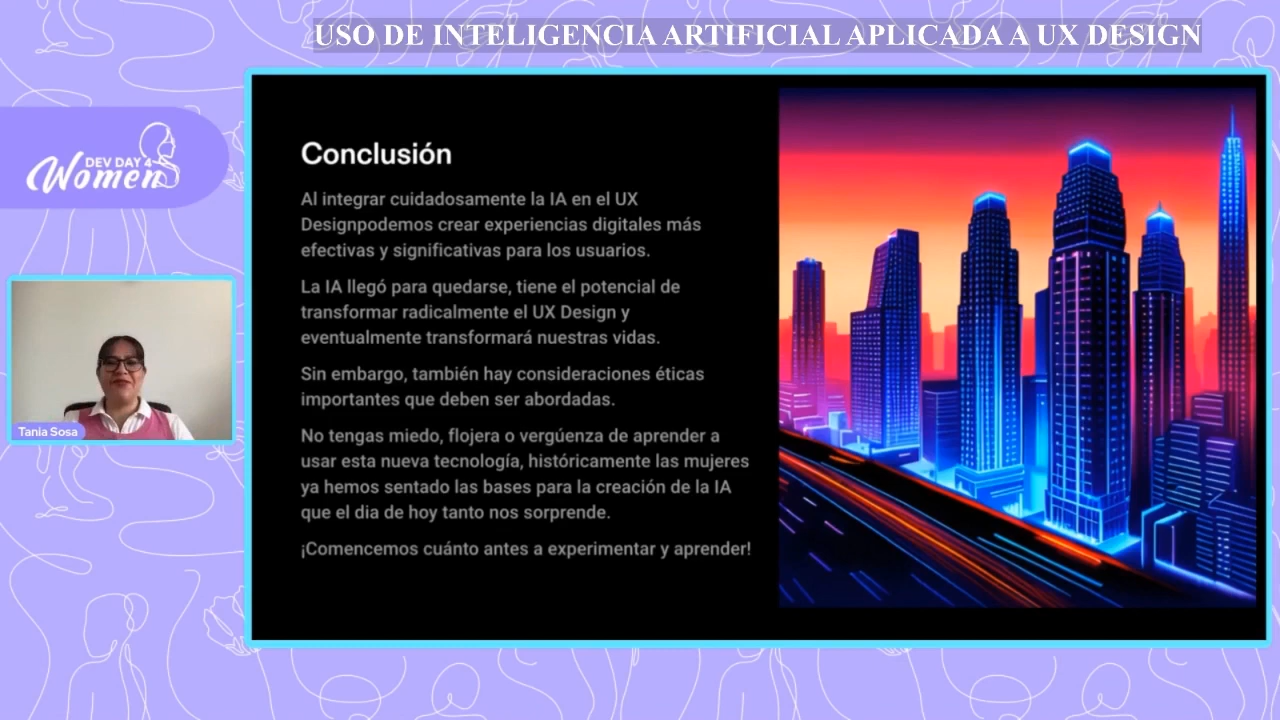 USO DE INTELIGENCIA ARTIFICIAL APLICADA A UX DESIGN
DEV DAY 4
Women
Tania Sosa
Conclusión
Al integrar cuidadosamente la IA en el UX
Designpodemos crear experiencias digitales más
efectivas y significativas para los usuarios.
La IA llegó para quedarse, tiene el potencial de
transformar radicalmente el UX Design y
eventualmente transformará nuestras vidas.
Sin embargo, también hay consideraciones éticas
importantes que deben ser abordadas.
No tengas miedo, flojera o vergúenza de aprender a
usar esta nueva tecnología, históricamente las mujeres
ya hemos sentado las bases para la creación de la IA
que el dia de hoy tanto nos sorprende.
¡Comencemos cuánto antes a experimentar y aprender!